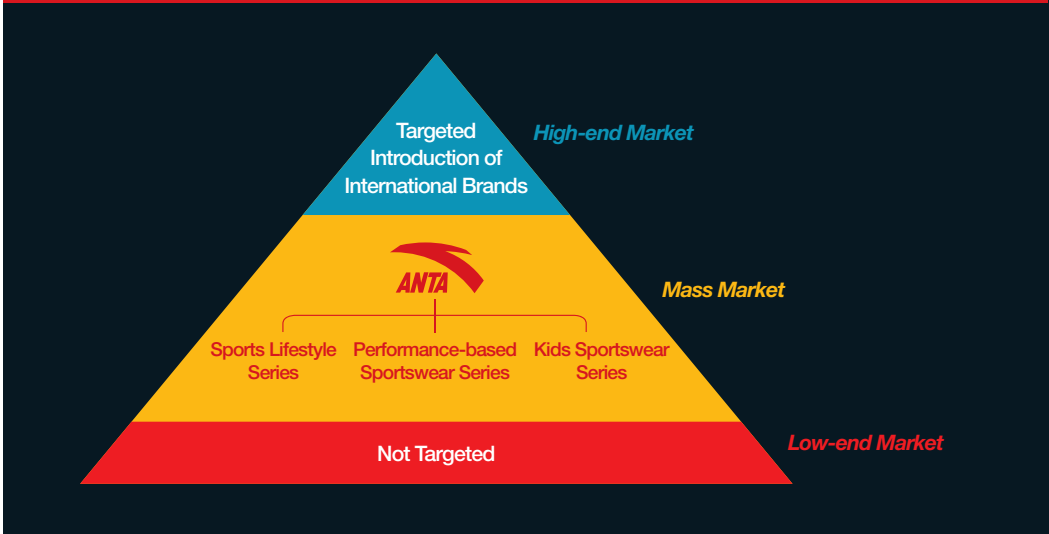 Targeted
Introduction of
International Brands
High-end Market
ANTA
Mass Market
Sports Lifestyle
Series
Performance-based
Sportswear Series
Kids Sportswear
Series
Not Targeted
Low-end Market